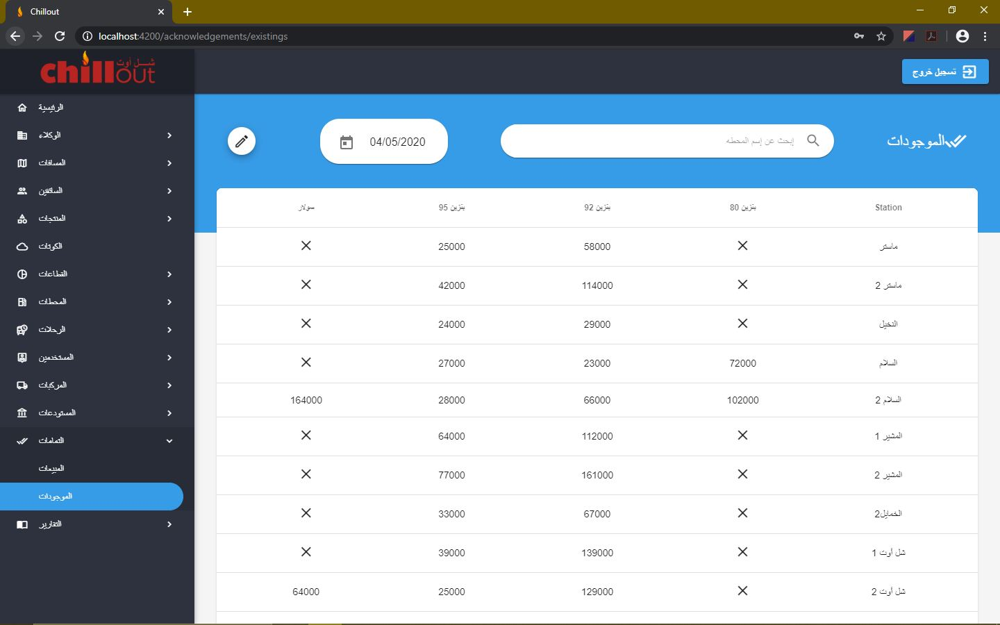 Chillout
localhost:4200/acknowledgements/existings
chillout شل أوت
تسجيل خروج
الرئيسية
الوكلاء
المسافات
السائقين
المنتجات
الكوتات
القطاعات
المحطات
الرحلات
المستخدمين
المركبات
المستودعات
التمامات
المبيعات
الموجودات
التقارير
الموجودات
إبحث عن إسم المحطه
04/05/2020
Station بنزين 80 بنزين 92 بنزين 95 سولار
ماستر 58000 25000
ماستر 2 114000 42000
النخيل 29000 24000
السلام 72000 23000 27000
السلام 2 102000 66000 28000 164000
المشير 1 112000 64000
المشير 2 161000 77000
الخمايل2 67000 33000
شل أوت 1 139000 39000
شل أوت 2 129000 25000 64000